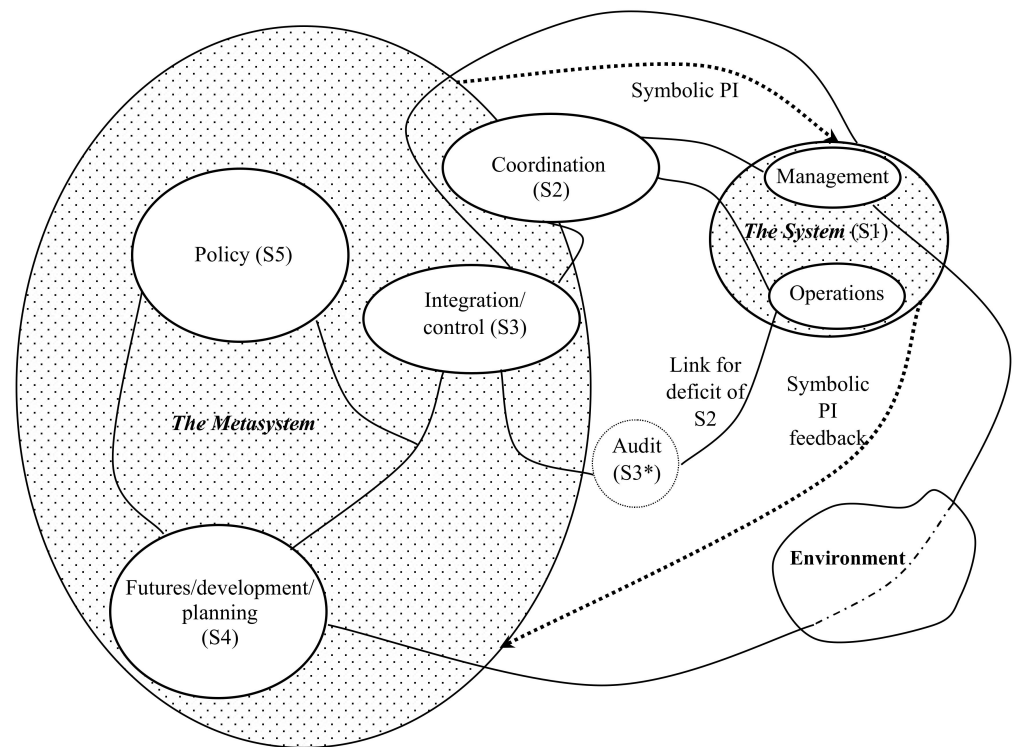 Symbolic PI
Coordination
(S2)
Management
The System (S1)
Operations
Policy (S5)
Integration/
control (S3)
The Metasystem
Link for
deficit of
S2
Symbolic
PI
feedback
Audit
(S3*)
Environment
Futures/development/
planning
(S4)